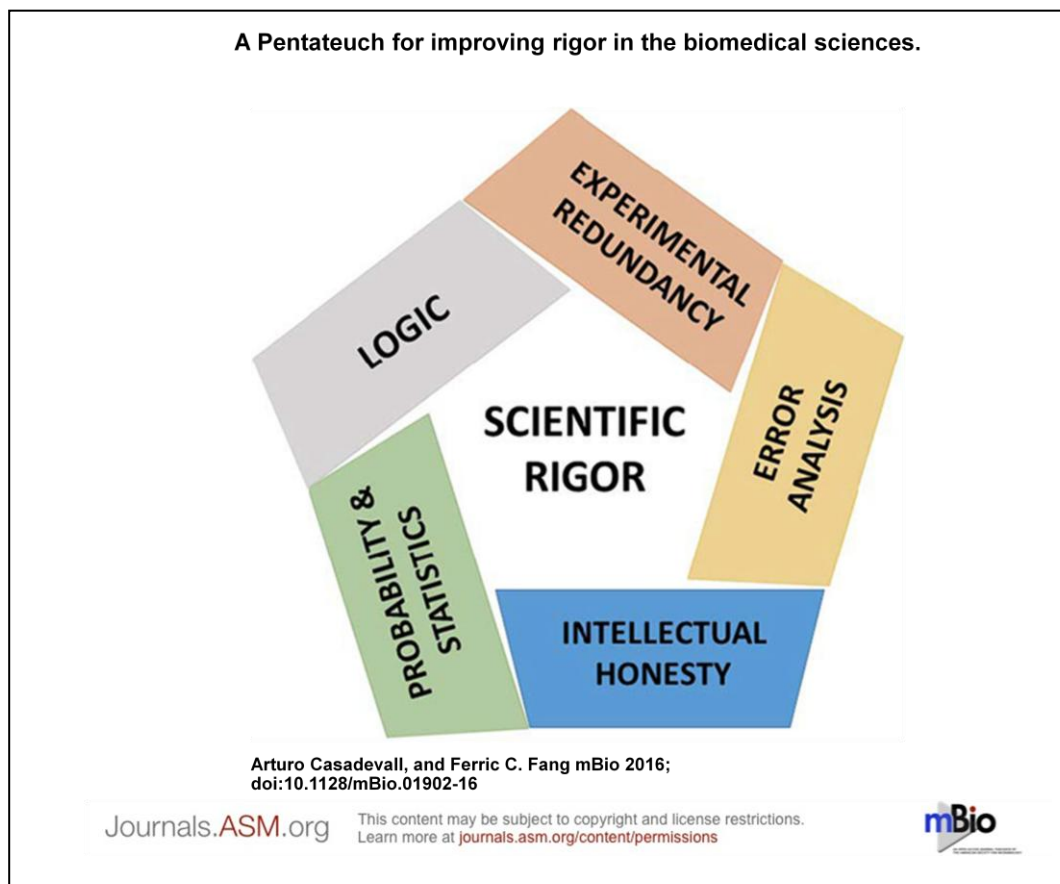 A Pentateuch for improving rigor in the biomedical sciences.
EXPERIMENTAL
REDUNDANCY
LOGIC
ERROR
ANALYSIS
SCIENTIFIC
RIGOR
PROBABILITY &
STATISTICS
INTELLECTUAL
HONESTY
Arturo Casadevall, and Ferric C. Fang mBio 2016;
doi:10.1128/mBio.01902-16
Journals.ASM.org
This content may be subject to copyright and license restrictions.
Learn more at journals.asm.org/content/permissions
mBio